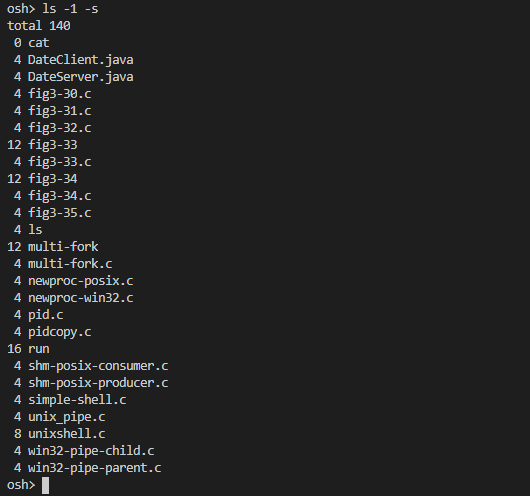 osh> ls -1 -s
total 140
 0 cat
 4 DateClient.java
 4 DateServer.java
 4 fig3-30.c
 4 fig3-31.c
 4 fig3-32.c
12 fig3-33
 4 fig3-33.c
12 fig3-34
 4 fig3-34.c
 4 fig3-35.c
 4 ls
12 multi-fork
 4 multi-fork.c
 4 newproc-posix.c
 4 newproc-win32.c
 4 pid.c
 4 pidcopy.c
16 run
 4 shm-posix-consumer.c
 4 shm-posix-producer.c
 4 simple-shell.c
 4 unix_pipe.c
 8 unixshell.c
 4 win32-pipe-child.c
 4 win32-pipe-parent.c
osh>